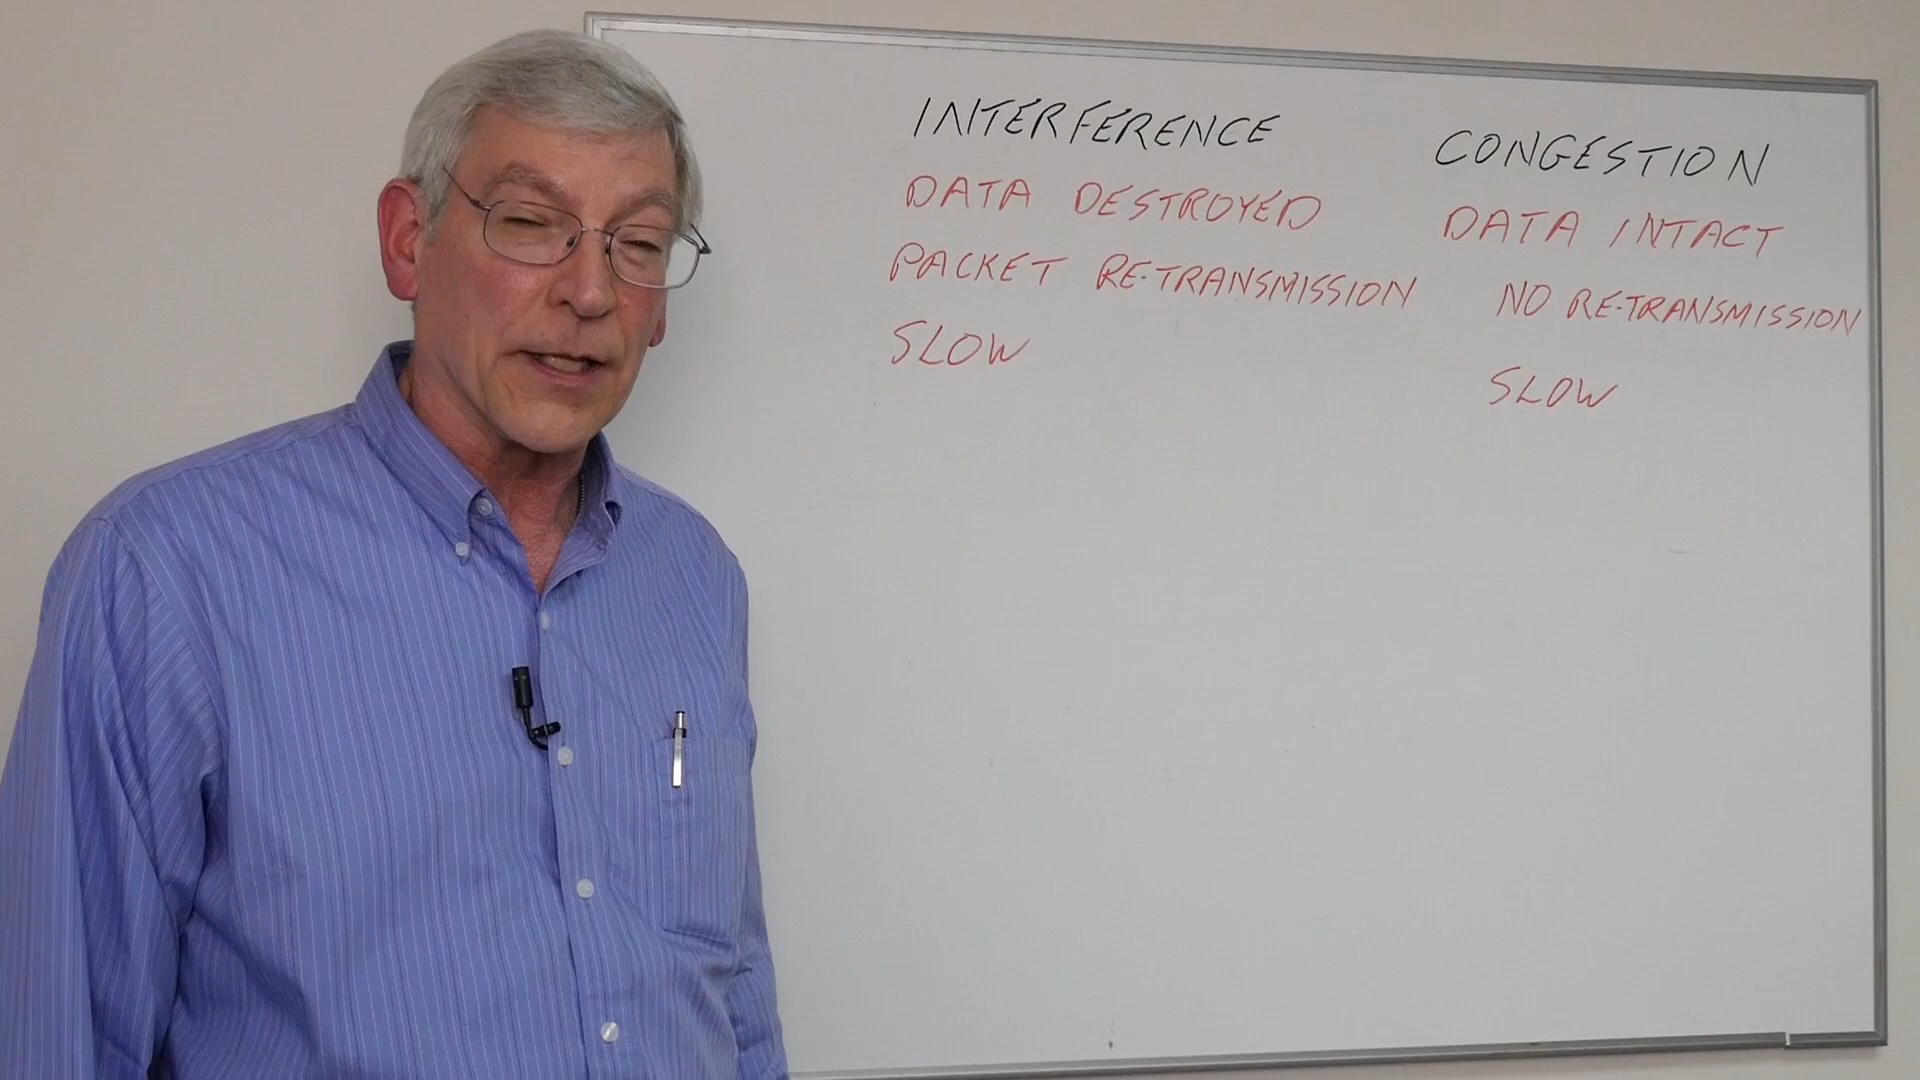 INTERFERENCE
DATA DESTROYED
PACKET RE-TRANSMISSION
SLOW
CONGESTION
DATA INTACT
NO RE-TRANSMISSION
SLOW